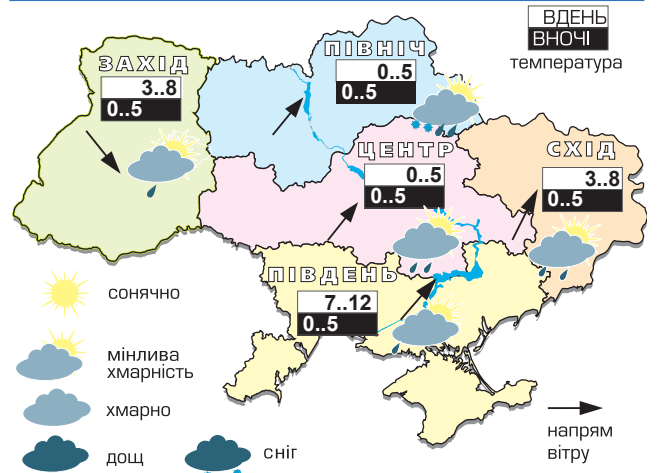 ВДЕНЬ
ВНОЧІ
температура
ЗАХІД
3..8
0..5
ПІВНІЧ
0..5
0..5
ЦЕНТР
0..5
0..5
СХІД
3..8
0..5
ПІВДЕНЬ
7..12
0..5
сонячно
мінлива
хмарність
хмарно
дощ
сніг
напрям
вітру